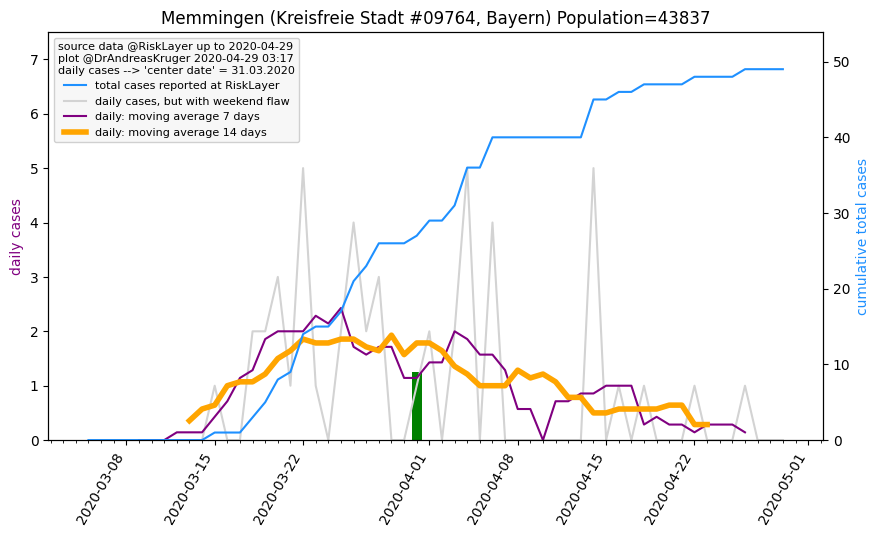 Memmingen (Kreisfreie Stadt #09764, Bayern) Population=43837
source data @RiskLayer up to 2020-04-29
plot @DrAndreasKruger 2020-04-29 03:17
daily cases --> 'center date' = 31.03.2020
total cases reported at RiskLayer
daily cases, but with weekend flaw
daily: moving average 7 days
daily: moving average 14 days
daily cases
7
6
5
4
3
2
1
0
50
40
30
20
10
0
cumulative total cases
2020-03-08
2020-03-15
2020-03-22
2020-04-01
2020-04-08
2020-04-15
2020-04-22
2020-05-01